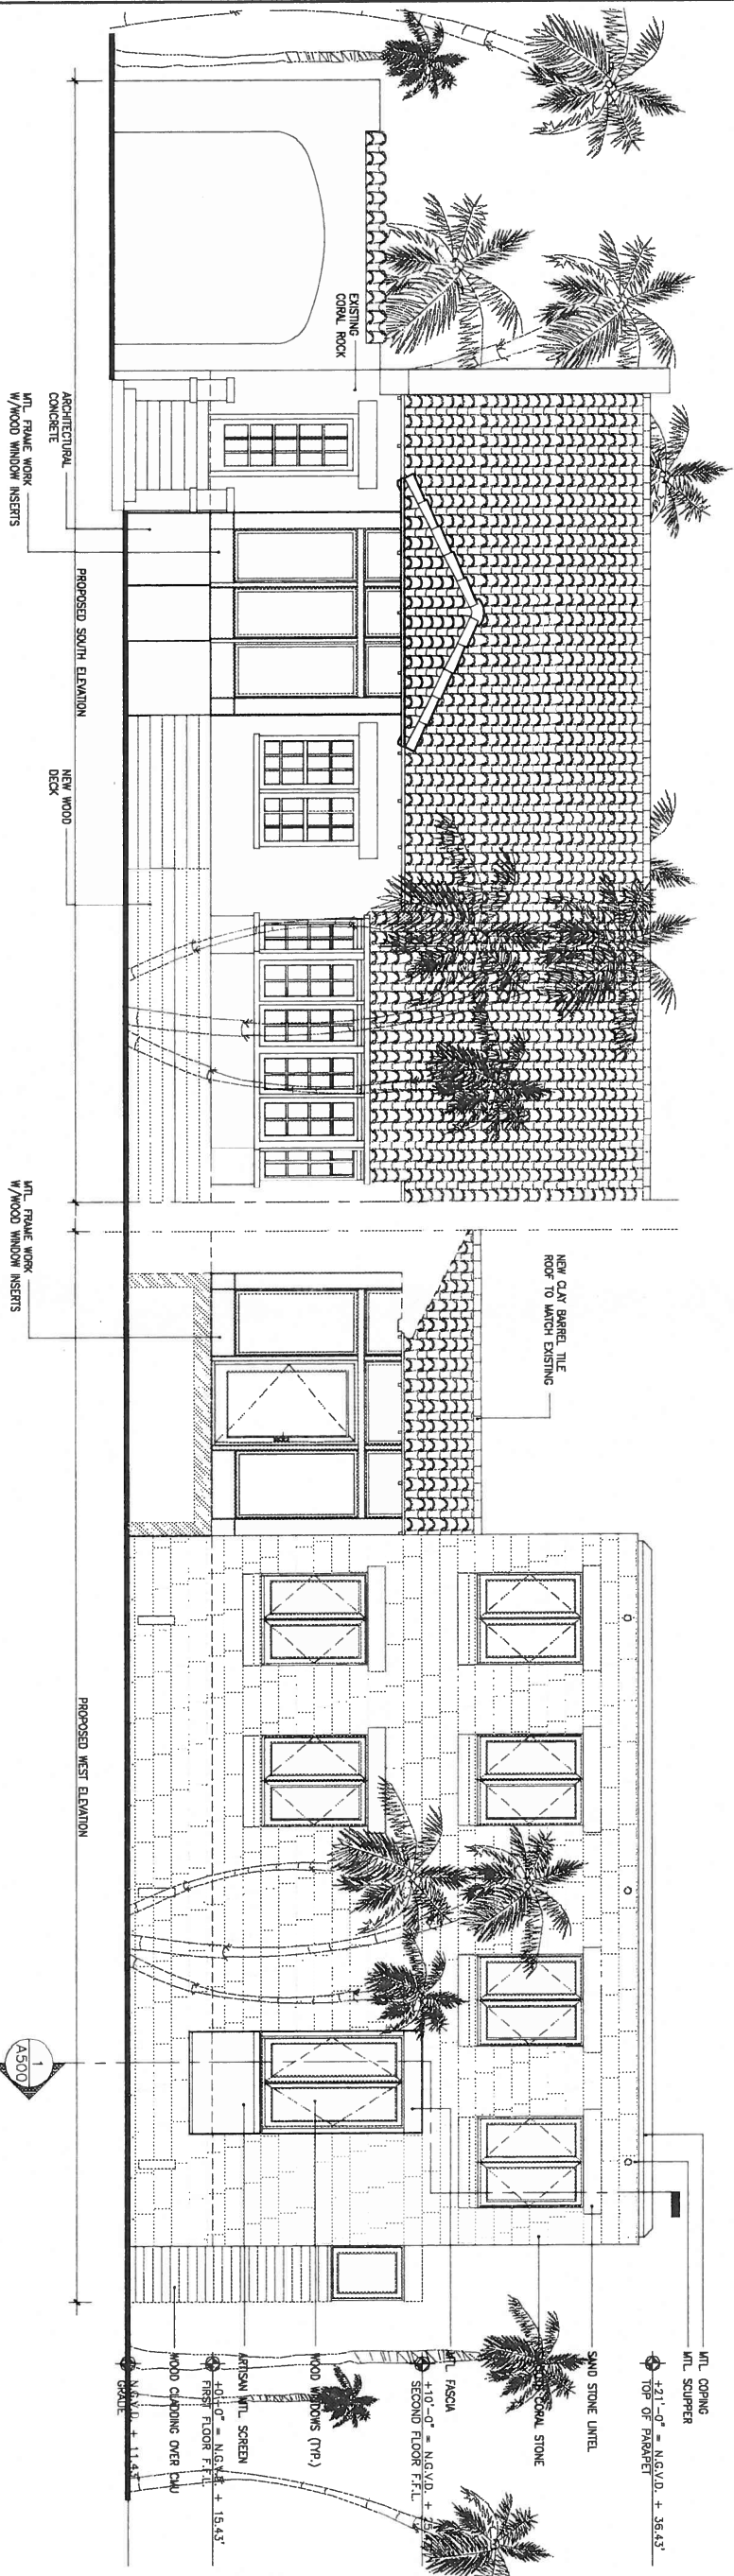 EXISTING
CORAL ROCK
ARCHITECTURAL
CONCRETE
MTL FRAME WORK
W/WOOD WINDOW INSERTS
PROPOSED SOUTH ELEVATION
NEW WOOD
DECK
MTL FRAME WORK
W/WOOD WINDOW INSERTS
NEW CLAY BARREL TILE
ROOF TO MATCH EXISTING
PROPOSED WEST ELEVATION
1
A500
MTL COPING
MTL SCUPPER
+21'-0" = N.G.V.D. + 36.43'
TOP OF PARAPET
SAND STONE LINTEL
CORAL STONE
MTL FASCIA
+10'-0" = N.G.V.D. +
SECOND FLOOR F.F.L.
WOOD WINDOWS (TYP.)
ARTISAN MTL SCREEN
+0'-0" = N.G.V.D. + 15.43'
FIRST FLOOR F.F.L.
WOOD CLADDING OVER CMU
N.G.V.D. + 11.43'
GRADE